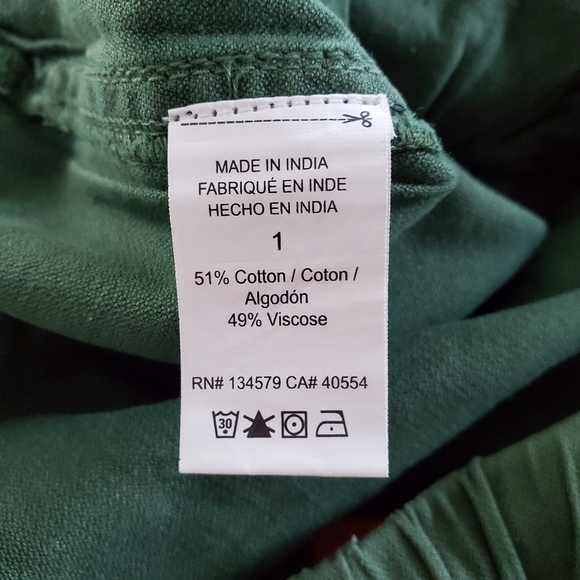 MADE IN INDIA
FABRIQUÉ EN INDE
HECHO EN INDIA
1
51% Cotton / Coton /
Algodón
49% Viscose
RN# 134579 CA# 40554
30